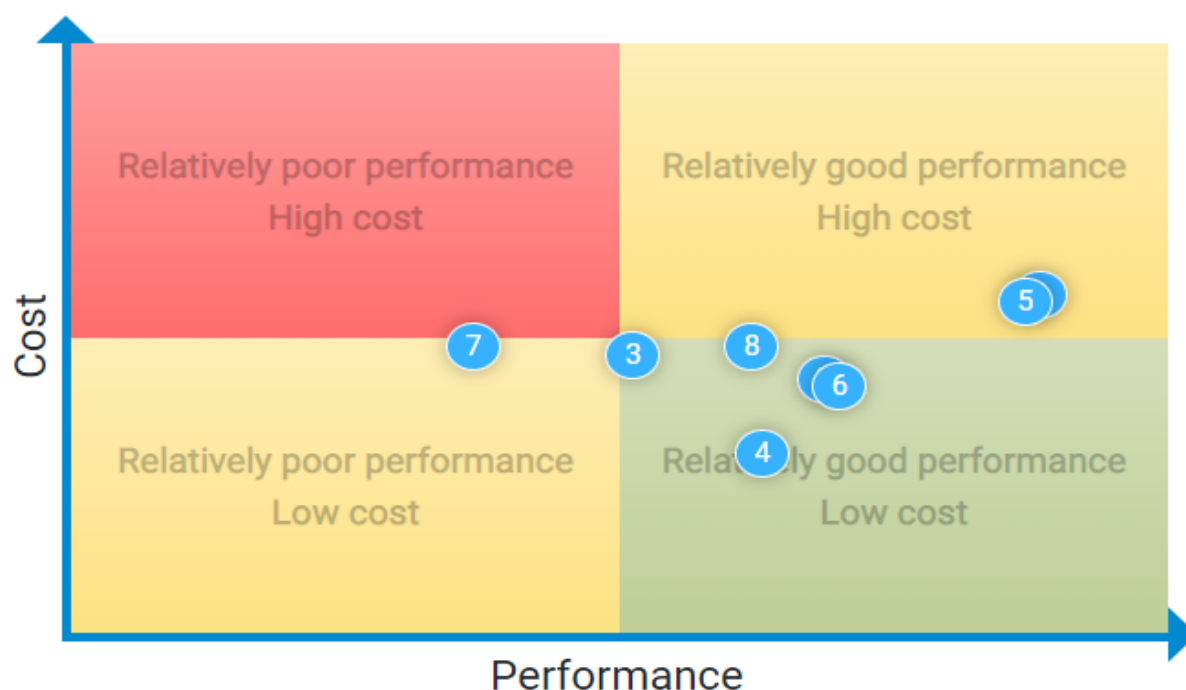 Relatively poor performance
High cost
Relatively good performance
High cost
5
7
3
8
6
4
Relatively poor performance
Low cost
good performance
Low cost
Cost
Performance